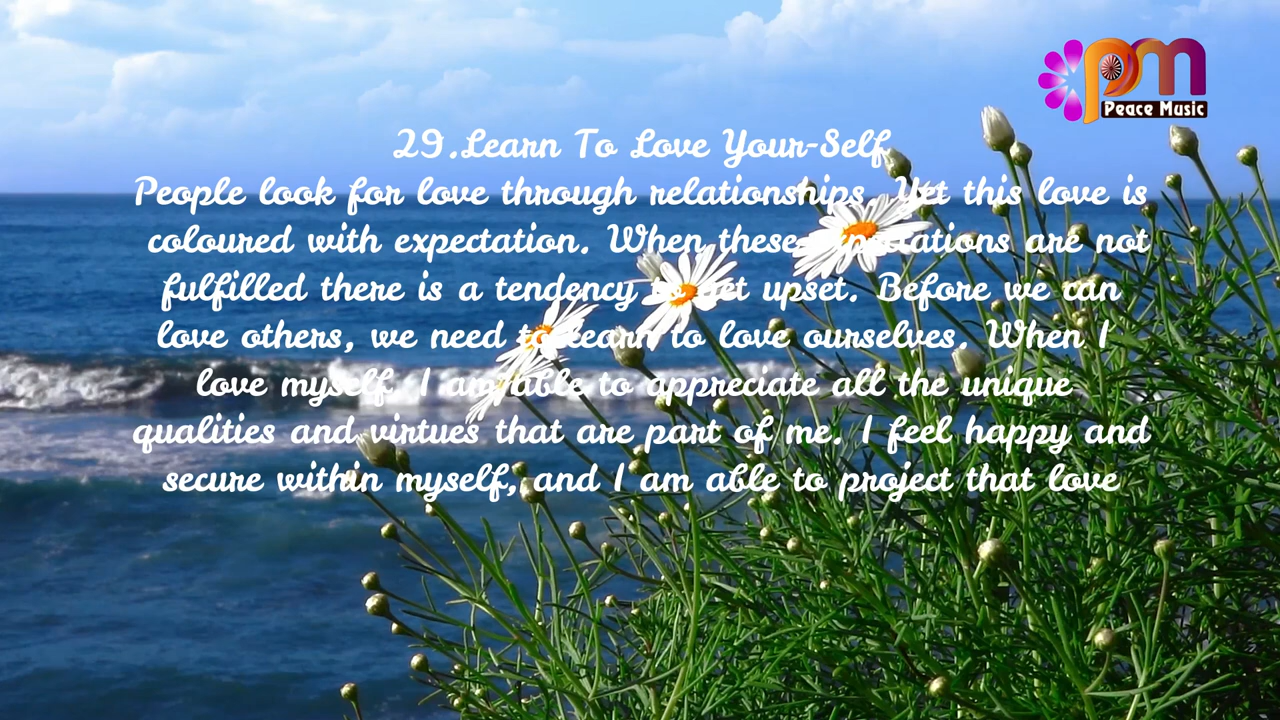 pm
Peace Music
29.Learn To Love Your-Self
People look for love through relationships. Yet this love is
coloured with expectation. When these expectations are not
fulfilled there is a tendency to get upset. Before we can
love others, we need to learn to love ourselves. When I
love myself, I am able to appreciate all the unique
qualities and virtues that are part of me. I feel happy and
secure within myself, and I am able to project that love